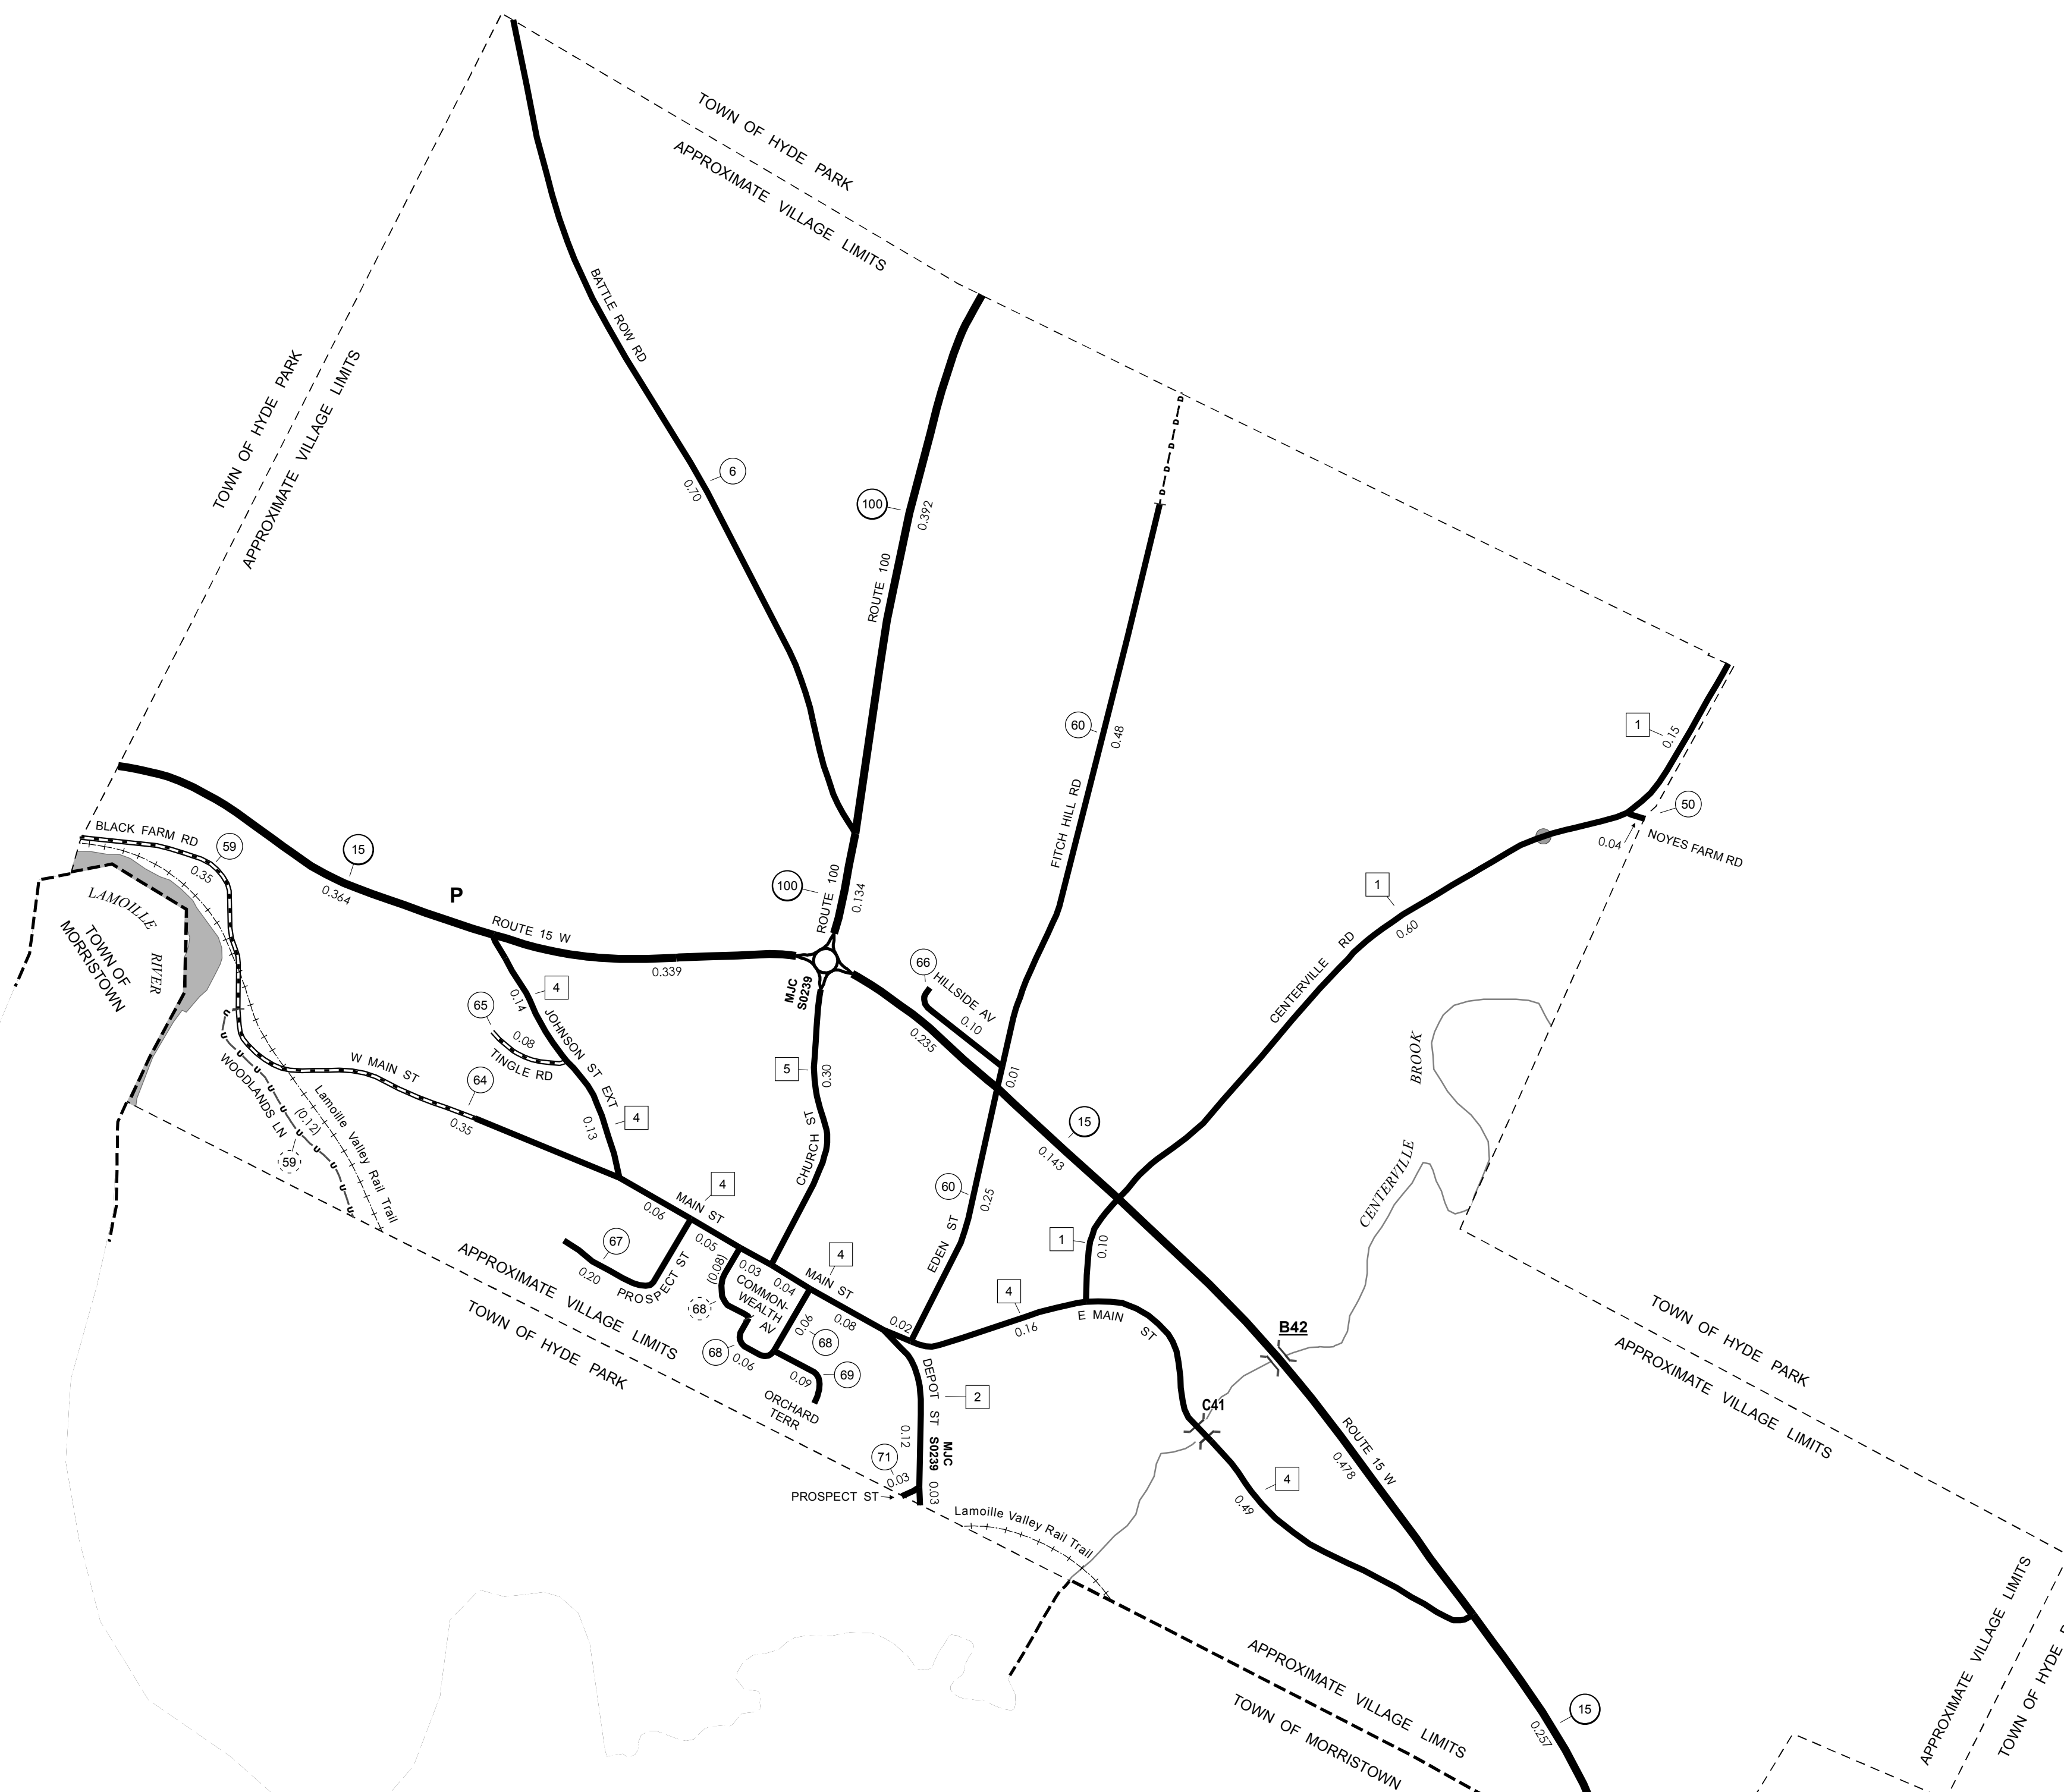 TOWN OF HYDE PARK
APPROXIMATE VILLAGE LIMITS
BATTLE ROW RD
TOWN OF HYDE PARK
APPROXIMATE VILLAGE LIMITS
6
0.70
100
0.392
ROUTE 100
60
0.48
FITCH HILL RD
1
0.15
50
0.04
NOYES FARM RD
1
0.60
CENTERVILLE RD
BLACK FARM RD
59
0.35
15
0.364
P
ROUTE 15 W
0.339
100
ROUTE 100
0.134
MJC
S0239
LAMOILLE
RIVER
TOWN OF
MORRISTOWN
66
HILLSIDE AV
0.10
0.235
0.01
4
0.14
JOHNSON ST EXT
65
0.08
TINGLE RD
4
0.13
5
0.30
CHURCH ST
W MAIN ST
64
0.35
WOODLANDS LN
(0.12)
59
Lamoille Valley Rail Trail
15
0.143
BROOK
CENTERVILLE
60
0.25
EDEN ST
1
0.10
4
MAIN ST
0.06
0.05
0.03
0.04
4
MAIN ST
0.08
0.02
67
0.20
PROSPECT ST
(0.08)
68
COMMON-
WEALTH
AV
0.06
68
68
0.06
0.09
69
ORCHARD
TERR
4
0.16
E MAIN ST
APPROXIMATE VILLAGE LIMITS
TOWN OF HYDE PARK
B42
C41
DEPOT ST
2
0.12
MJC
S0239
71
0.03
0.03
PROSPECT ST
Lamoille Valley Rail Trail
4
0.49
ROUTE 15 W
0.478
TOWN OF HYDE PARK
APPROXIMATE VILLAGE LIMITS
15
0.257
APPROXIMATE VILLAGE LIMITS
TOWN OF MORRISTOWN
APPROXIMATE VILLAGE LIMITS
TOWN OF HYDE